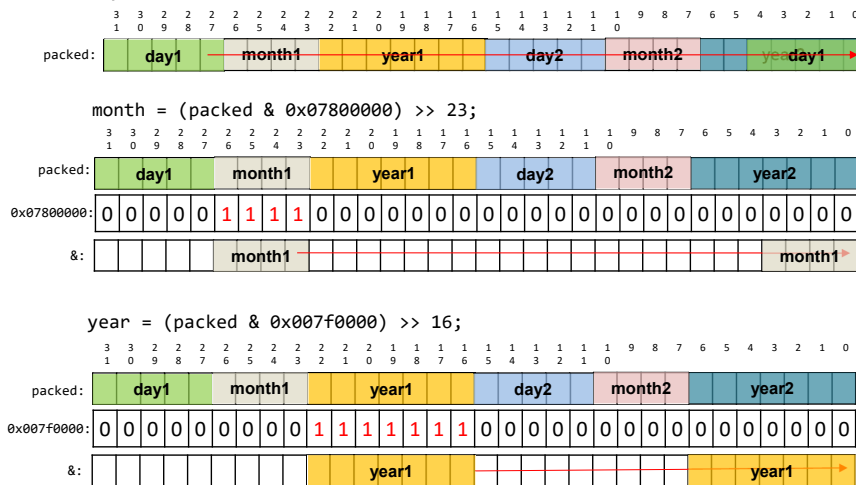 3 3 2 2 2 2 2 2 2 2 2 2 1 1 1 1 1 1 1 1 1 1 9 8 7 6 5 4 3 2 1 0
1 0 9 8 7 6 5 4 3 2 1 0 9 8 7 6 5 4 3 2 1 0
packed: day1 month1 year1 day2 month2 day1
month = (packed & 0x07800000) >> 23;
3 3 2 2 2 2 2 2 2 2 2 2 1 1 1 1 1 1 1 1 1 1 9 8 7 6 5 4 3 2 1 0
1 0 9 8 7 6 5 4 3 2 1 0 9 8 7 6 5 4 3 2 1 0
packed: day1 month1 year1 day2 month2 year2
0x07800000: 0 0 0 0 0 1 1 1 1 0 0 0 0 0 0 0 0 0 0 0 0 0 0 0 0 0 0 0 0 0 0 0
&: month1 month1
year = (packed & 0x007f0000) >> 16;
3 3 2 2 2 2 2 2 2 2 2 2 1 1 1 1 1 1 1 1 1 1 9 8 7 6 5 4 3 2 1 0
1 0 9 8 7 6 5 4 3 2 1 0 9 8 7 6 5 4 3 2 1 0
packed: day1 month1 year1 day2 month2 year2
0x007f0000: 0 0 0 0 0 0 0 0 0 1 1 1 1 1 1 1 0 0 0 0 0 0 0 0 0 0 0 0 0 0 0 0
&: year1 year1